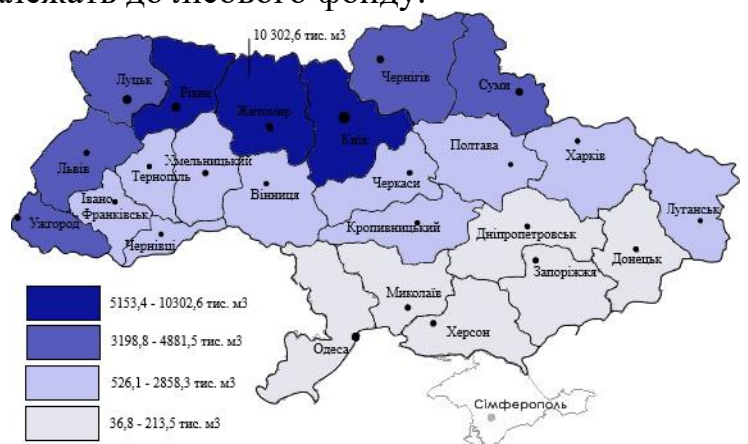 алежать до лісового фонду.
10 302,6 тис. м3
Луцьк
Рівне
Житомир
Київ
Чернігів
Суми
Львів
Тернопіль
Хмельницький
Вінниця
Черкаси
Полтава
Харків
Луганськ
Івано
Франківськ
Ужгород
Чернівці
Кропивницький
Дніпропетровськ
Донецьк
Запоріжжя
Миколаїв
Херсон
Одеса
Сімферополь
5153,4 - 10302,6 тис. м3
3198,8 - 4881,5 тис. м3
526,1 - 2858,3 тис. м3
36,8 - 213,5 тис. м3